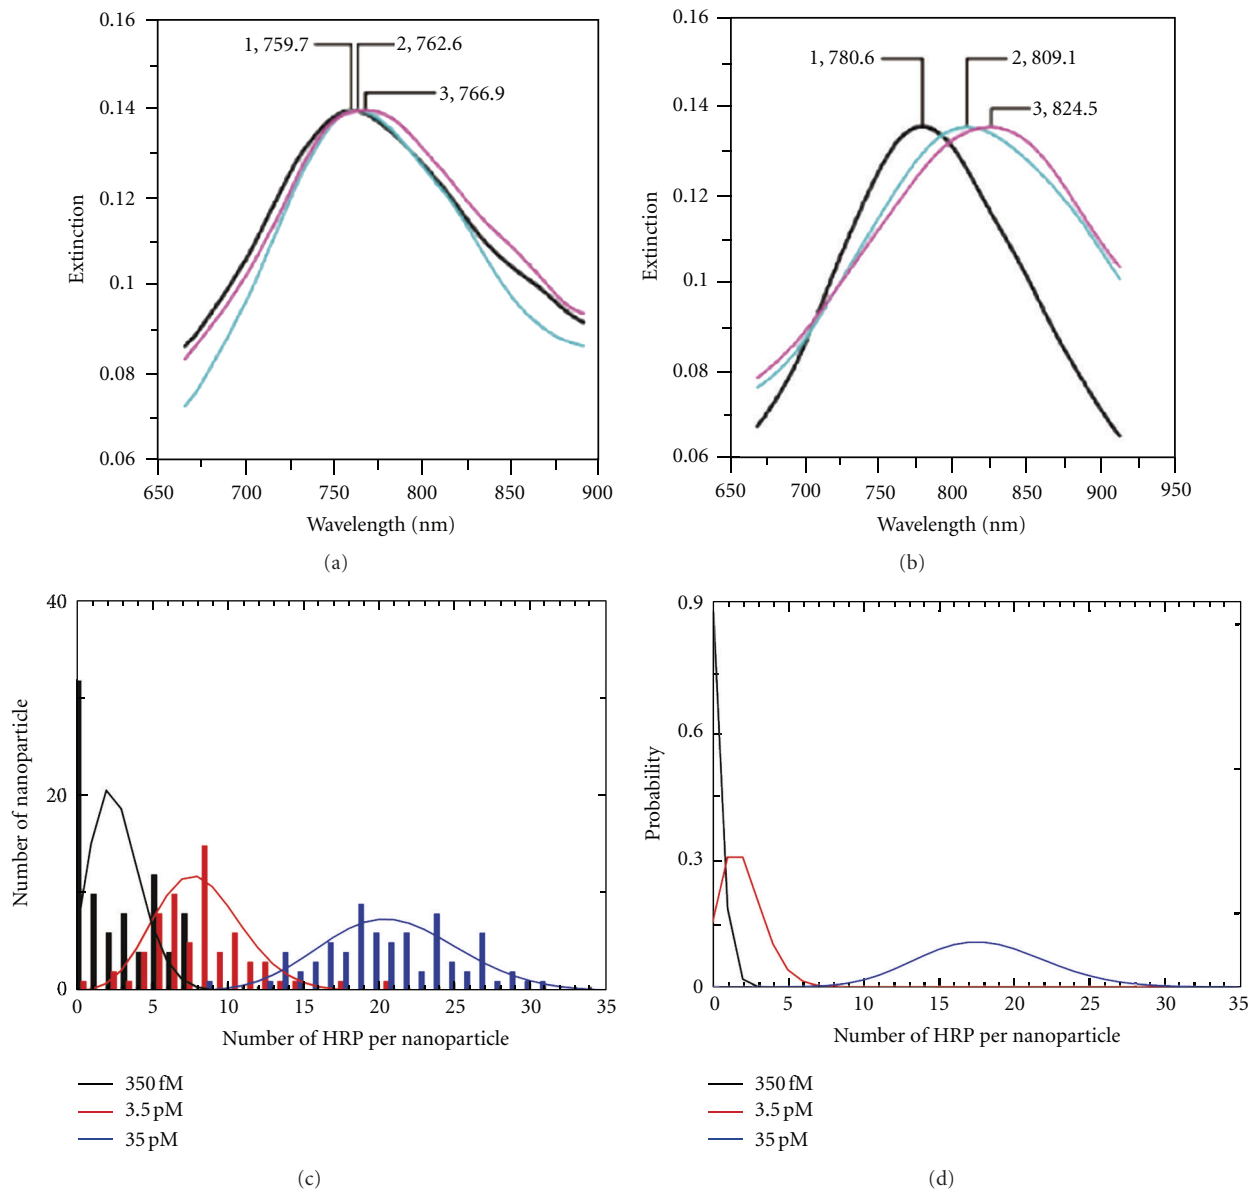 0.16
0.14
0.12
0.1
0.08
0.06
Extinction
1, 759.7
2, 762.6
3, 766.9
650 700 750 800 850 900
Wavelength (nm)
(a)
0.16
0.14
0.12
0.1
0.08
0.06
Extinction
1, 780.6
2, 809.1
3, 824.5
650 700 750 800 850 900 950
Wavelength (nm)
(b)
40
20
0
Number of nanoparticle
0 5 10 15 20 25 30 35
Number of HRP per nanoparticle
350 fM
3.5 pM
35 pM
(c)
0.9
0.6
0.3
0
Probability
0 5 10 15 20 25 30 35
Number of HRP per nanoparticle
350 fM
3.5 pM
35 pM
(d)